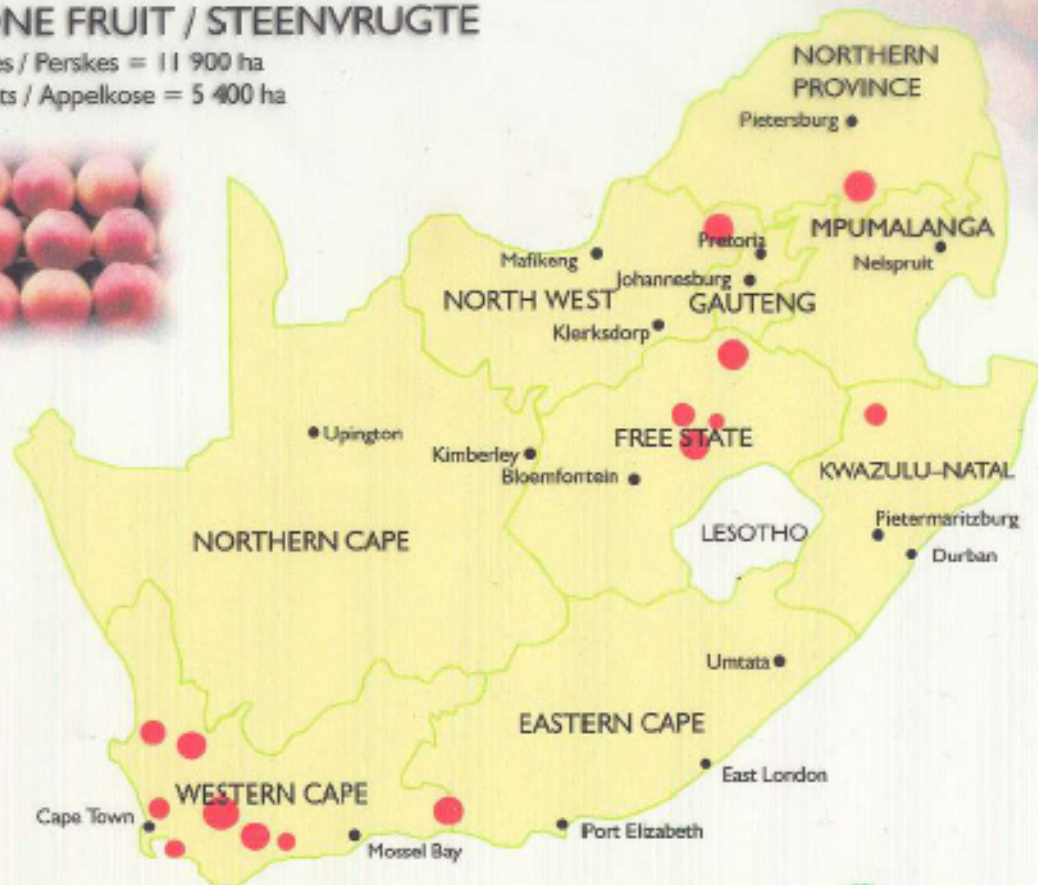 NE FRUIT / STEENVRUGTE
es / Perskes = 11 900 ha
ts / Appelkose = 5 400 ha
NORTHERN
PROVINCE
Pietersburg
MPUMALANGA
Pretoria
Nelspruit
Mafikeng
Johannesburg
NORTH WEST
GAUTENG
Klerksdorp
Upington
FREE STATE
Kimberley
Bloemfontein
KWAZULU–NATAL
Pietermaritzburg
LESOTHO
NORTHERN CAPE
Durban
Umtata
EASTERN CAPE
East London
WESTERN CAPE
Cape Town
Port Elizabeth
Mossel Bay